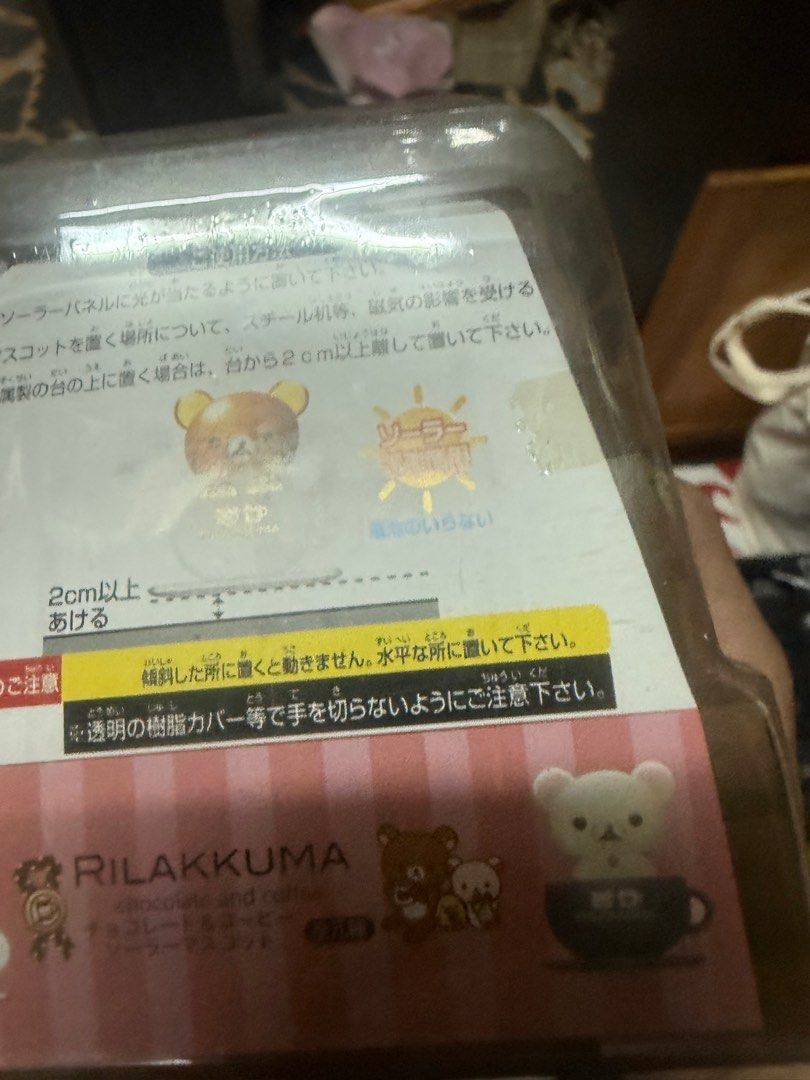 ソーラーパネルに光が当たるように置いて下さい。
マスコットを置く場所について、スチール机等、磁気の影響を受ける
属製の台の上に置く場合は、台から2cm以上離して置いて下さい。
ソーラー
電池のいらない
2cm以上
あける
のご注意
傾斜した所に置くと動きません。水平な所に置いて下さい。
※透明の樹脂カバー等で手を切らないようにご注意下さい。
RILAKKUMA
chocolate and coffee
チョコレート&コーヒー
ソーラーマスコット